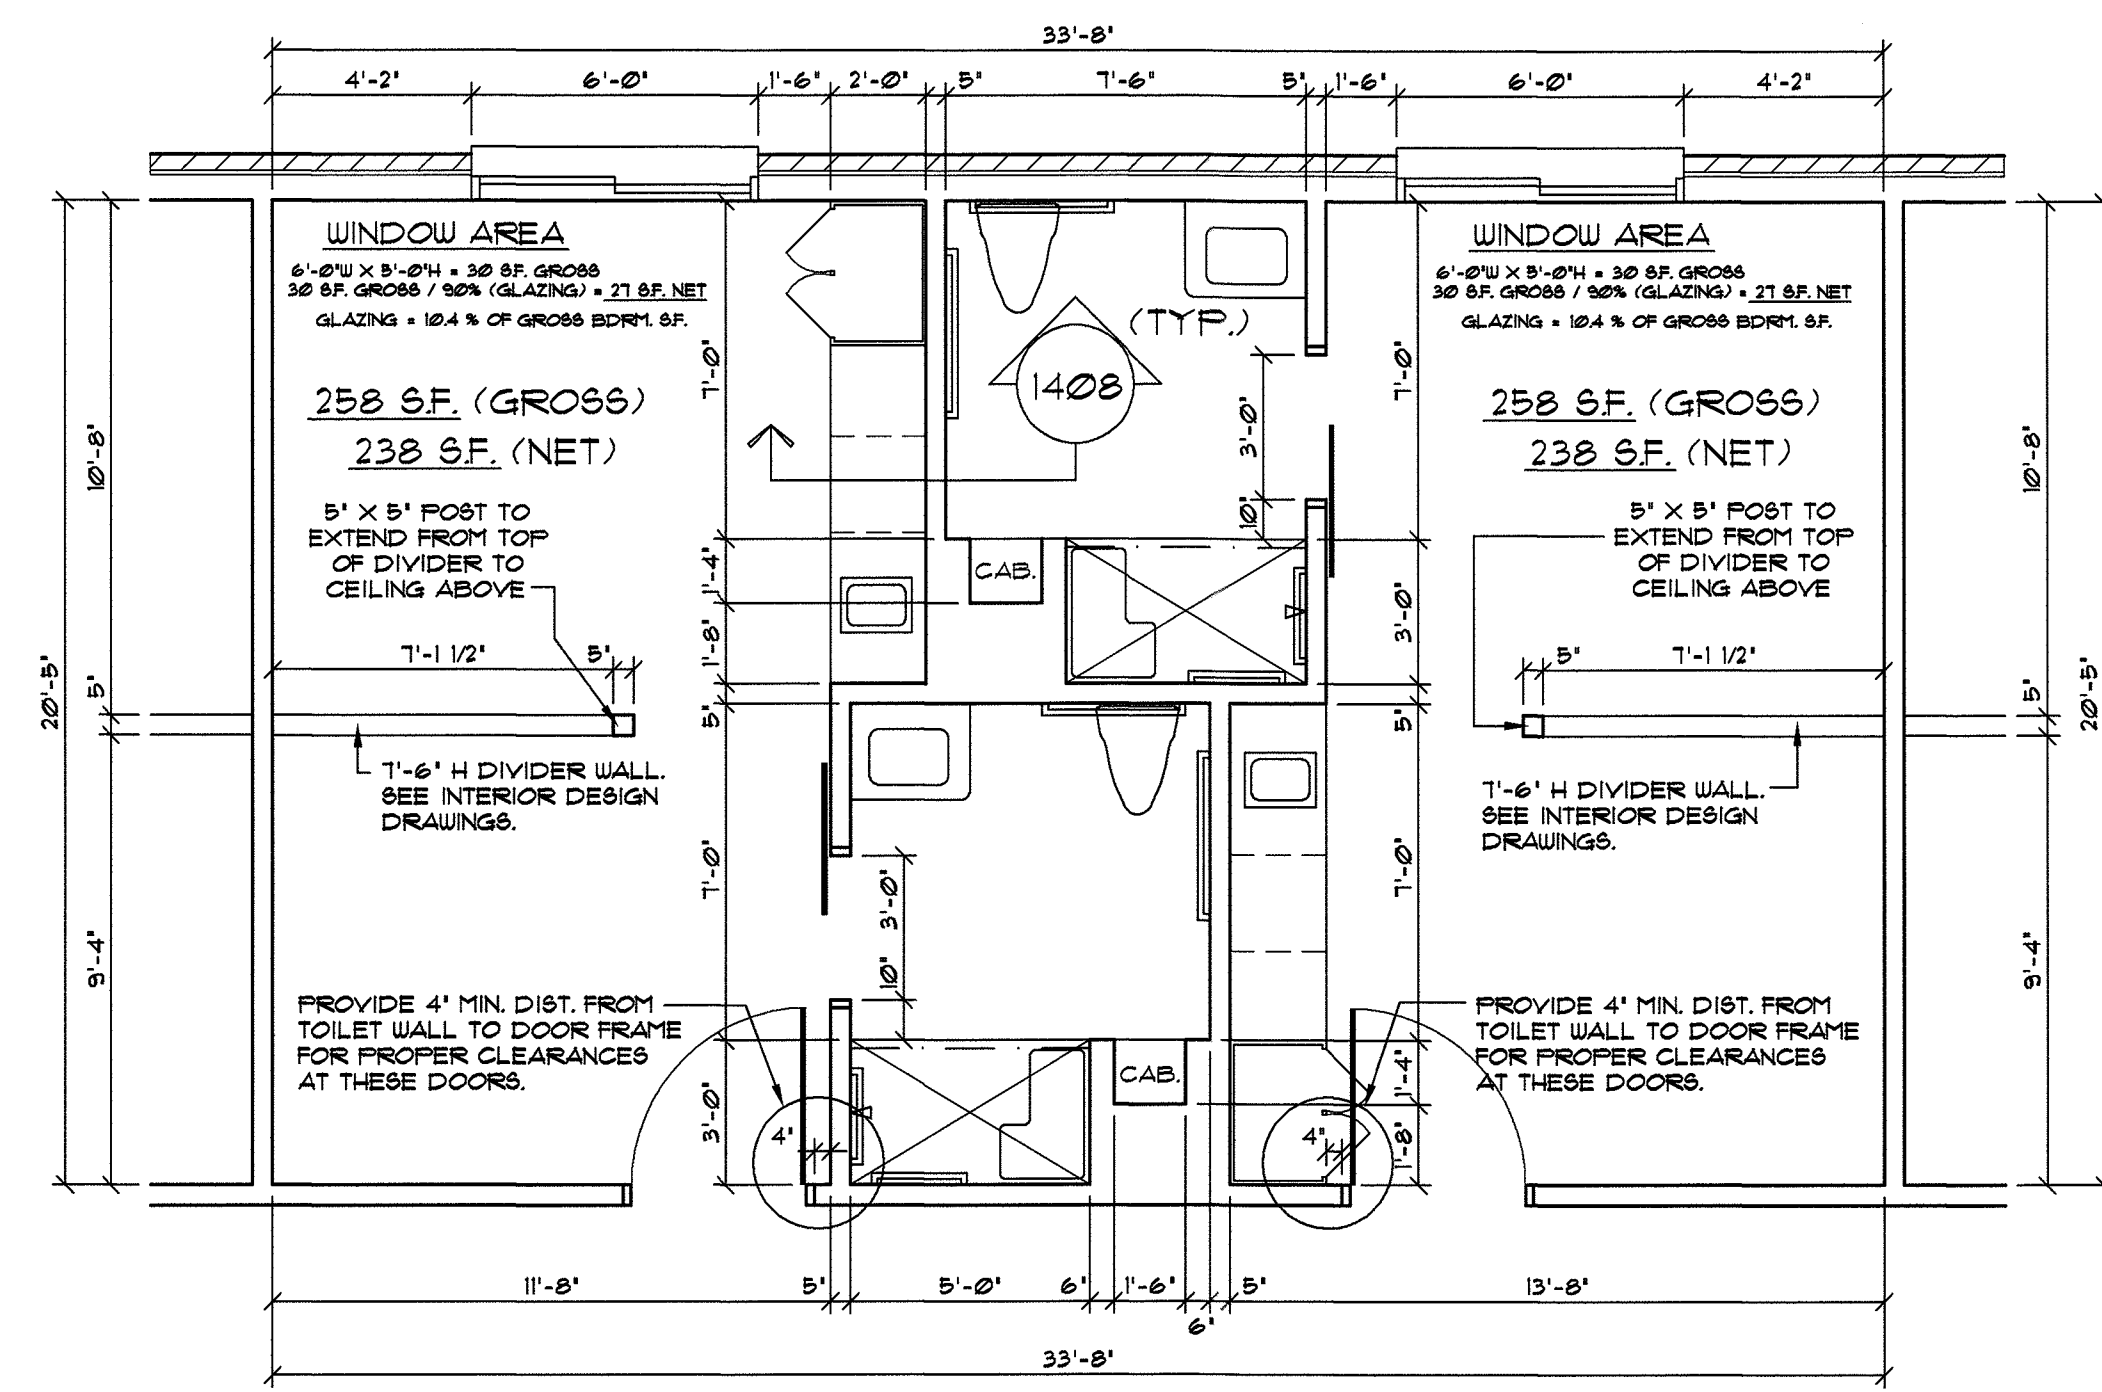 33'-8"
4'-2" 6'-0" 1'-6" 2'-0" 5" 7'-6" 5" 1'-6" 6'-0" 4'-2"
WINDOW AREA
6'-0"W X 5'-0"H = 30 S.F. GROSS
30 S.F. GROSS / 90% (GLAZING) = 27 S.F. NET
GLAZING = 10.4 % OF GROSS BDRM. S.F.
258 S.F. (GROSS)
238 S.F. (NET)
5" X 5" POST TO
EXTEND FROM TOP
OF DIVIDER TO
CEILING ABOVE
7'-1 1/2" 5"
7'-6" H DIVIDER WALL.
SEE INTERIOR DESIGN
DRAWINGS.
PROVIDE 4" MIN. DIST. FROM
TOILET WALL TO DOOR FRAME
FOR PROPER CLEARANCES
AT THESE DOORS.
20'-5"
10'-8"
5"
9'-4"
7'-0"
1'-4"
1'-8"
5"
7'-0"
3'-0"
4"
(TYP.)
1408
3'-0"
10"
CAB.
3'-0"
10"
CAB.
WINDOW AREA
6'-0"W X 5'-0"H = 30 S.F. GROSS
30 S.F. GROSS / 90% (GLAZING) = 27 S.F. NET
GLAZING = 10.4 % OF GROSS BDRM. S.F.
258 S.F. (GROSS)
238 S.F. (NET)
5" X 5" POST TO
EXTEND FROM TOP
OF DIVIDER TO
CEILING ABOVE
5" 7'-1 1/2"
7'-6" H DIVIDER WALL.
SEE INTERIOR DESIGN
DRAWINGS.
PROVIDE 4" MIN. DIST. FROM
TOILET WALL TO DOOR FRAME
FOR PROPER CLEARANCES
AT THESE DOORS.
7'-0"
3'-0"
5"
7'-0"
1'-4"
1'-8"
4"
10'-8"
5"
9'-4"
20'-5"
11'-8" 5" 5'-0" 6" 1'-6" 5" 13'-8"
6"
33'-8"